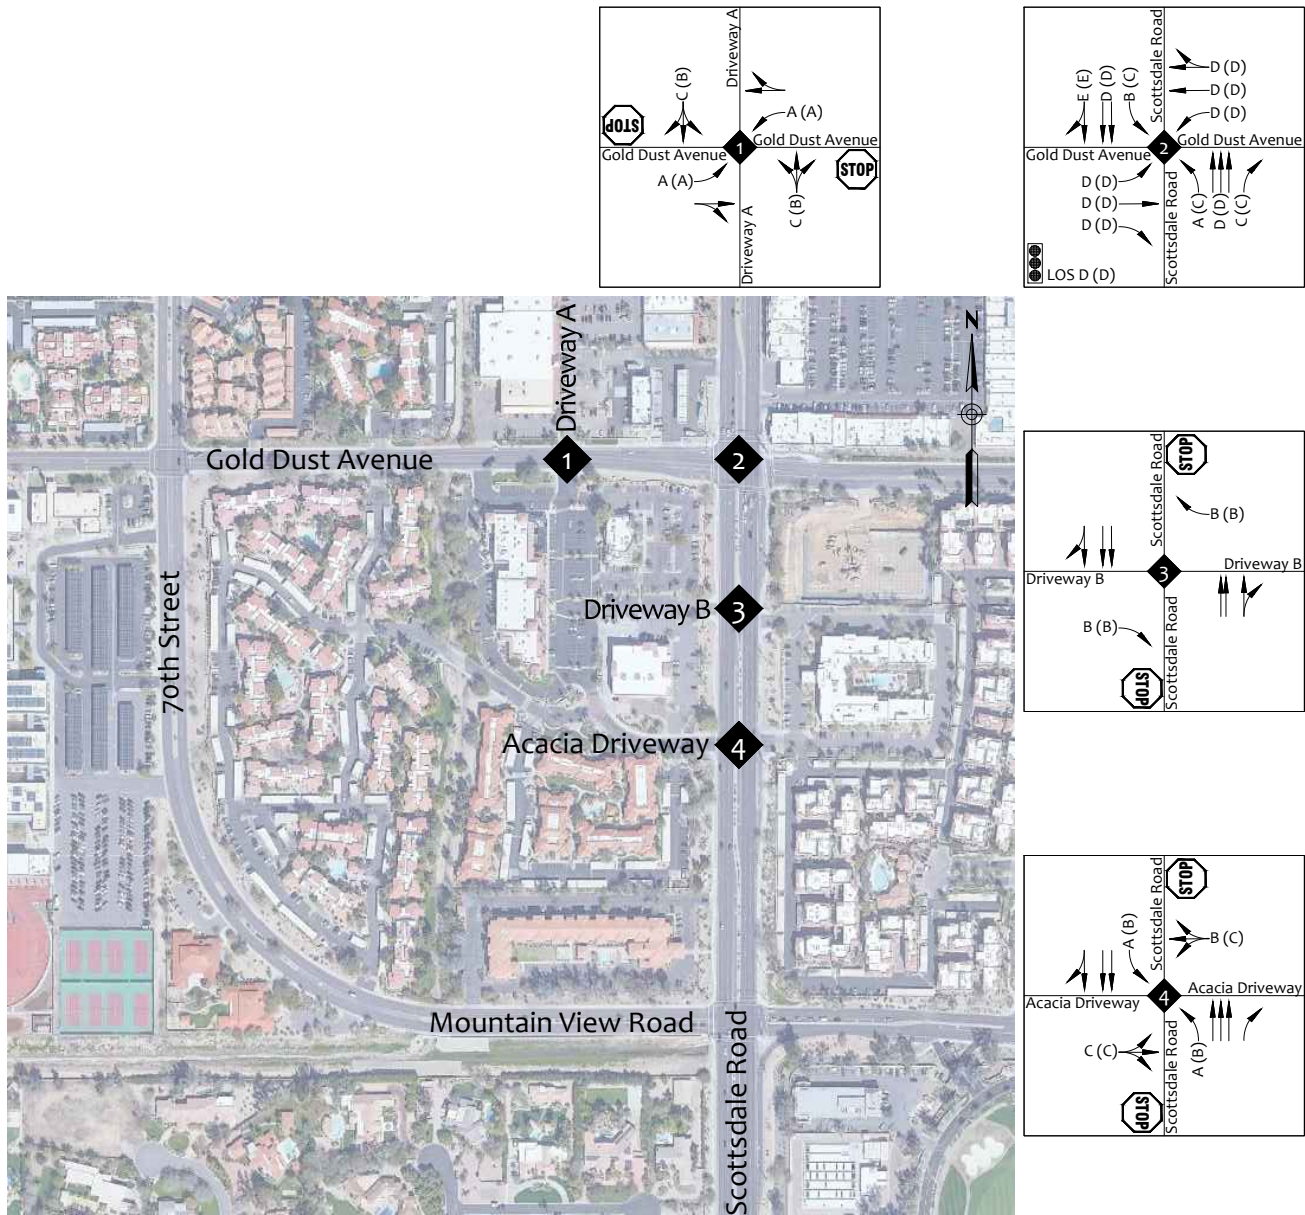 Driveway A
C (B)
STOP
A (A)
1
Gold Dust Avenue
Gold Dust Avenue
A (A)
STOP
C (B)
Driveway A
Scottsdale Road
E (E)
D (D)
B (C)
D (D)
D (D)
D (D)
2
Gold Dust Avenue
Gold Dust Avenue
D (D)
D (D)
D (D)
A (C)
D (D)
C (C)
Scottsdale Road
LOS D (D)
N
Driveway A
Gold Dust Avenue
1
2
70th Street
Driveway B
3
Acacia Driveway
4
Mountain View Road
Scottsdale Road
Scottsdale Road
STOP
B (B)
Driveway B
Driveway B
3
B (B)
Scottsdale Road
STOP
Scottsdale Road
STOP
A (B)
B (C)
Acacia Driveway
Acacia Driveway
4
C (C)
A (B)
Scottsdale Road
STOP